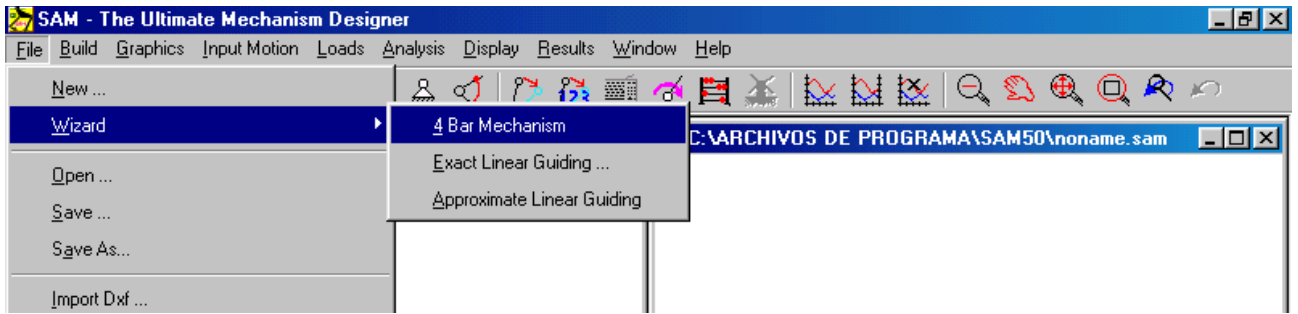 SAM - The Ultimate Mechanism Designer
File Build Graphics Input Motion Loads Analysis Display Results Window Help
New ...
Wizard
4 Bar Mechanism
Exact Linear Guiding ...
Approximate Linear Guiding
C:\ARCHIVOS DE PROGRAMA\SAM50\noname.sam
Open ...
Save ...
Save As...
Import Dxf ...